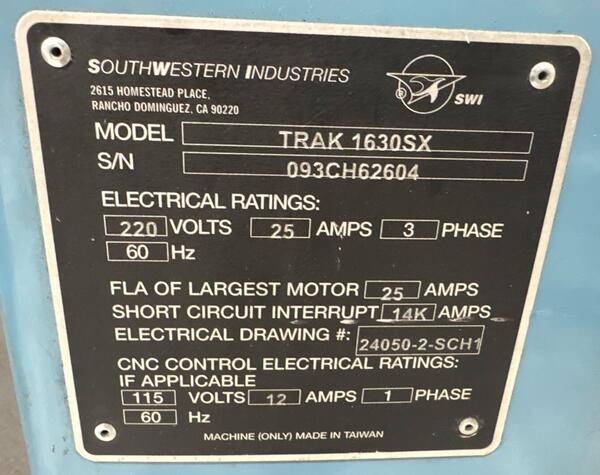 SOUTHWESTERN INDUSTRIES
2615 HOMESTEAD PLACE,
RANCHO DOMINGUEZ, CA 90220
SWI
MODEL TRAK 1630SX
S/N 093CH62604
ELECTRICAL RATINGS:
220 VOLTS 25 AMPS 3 PHASE
60 Hz
FLA OF LARGEST MOTOR 25 AMPS
SHORT CIRCUIT INTERRUPT 14K AMPS
ELECTRICAL DRAWING #: 24050-2-SCH1
CNC CONTROL ELECTRICAL RATINGS:
IF APPLICABLE
115 VOLTS 12 AMPS 1 PHASE
60 Hz
MACHINE (ONLY) MADE IN TAIWAN